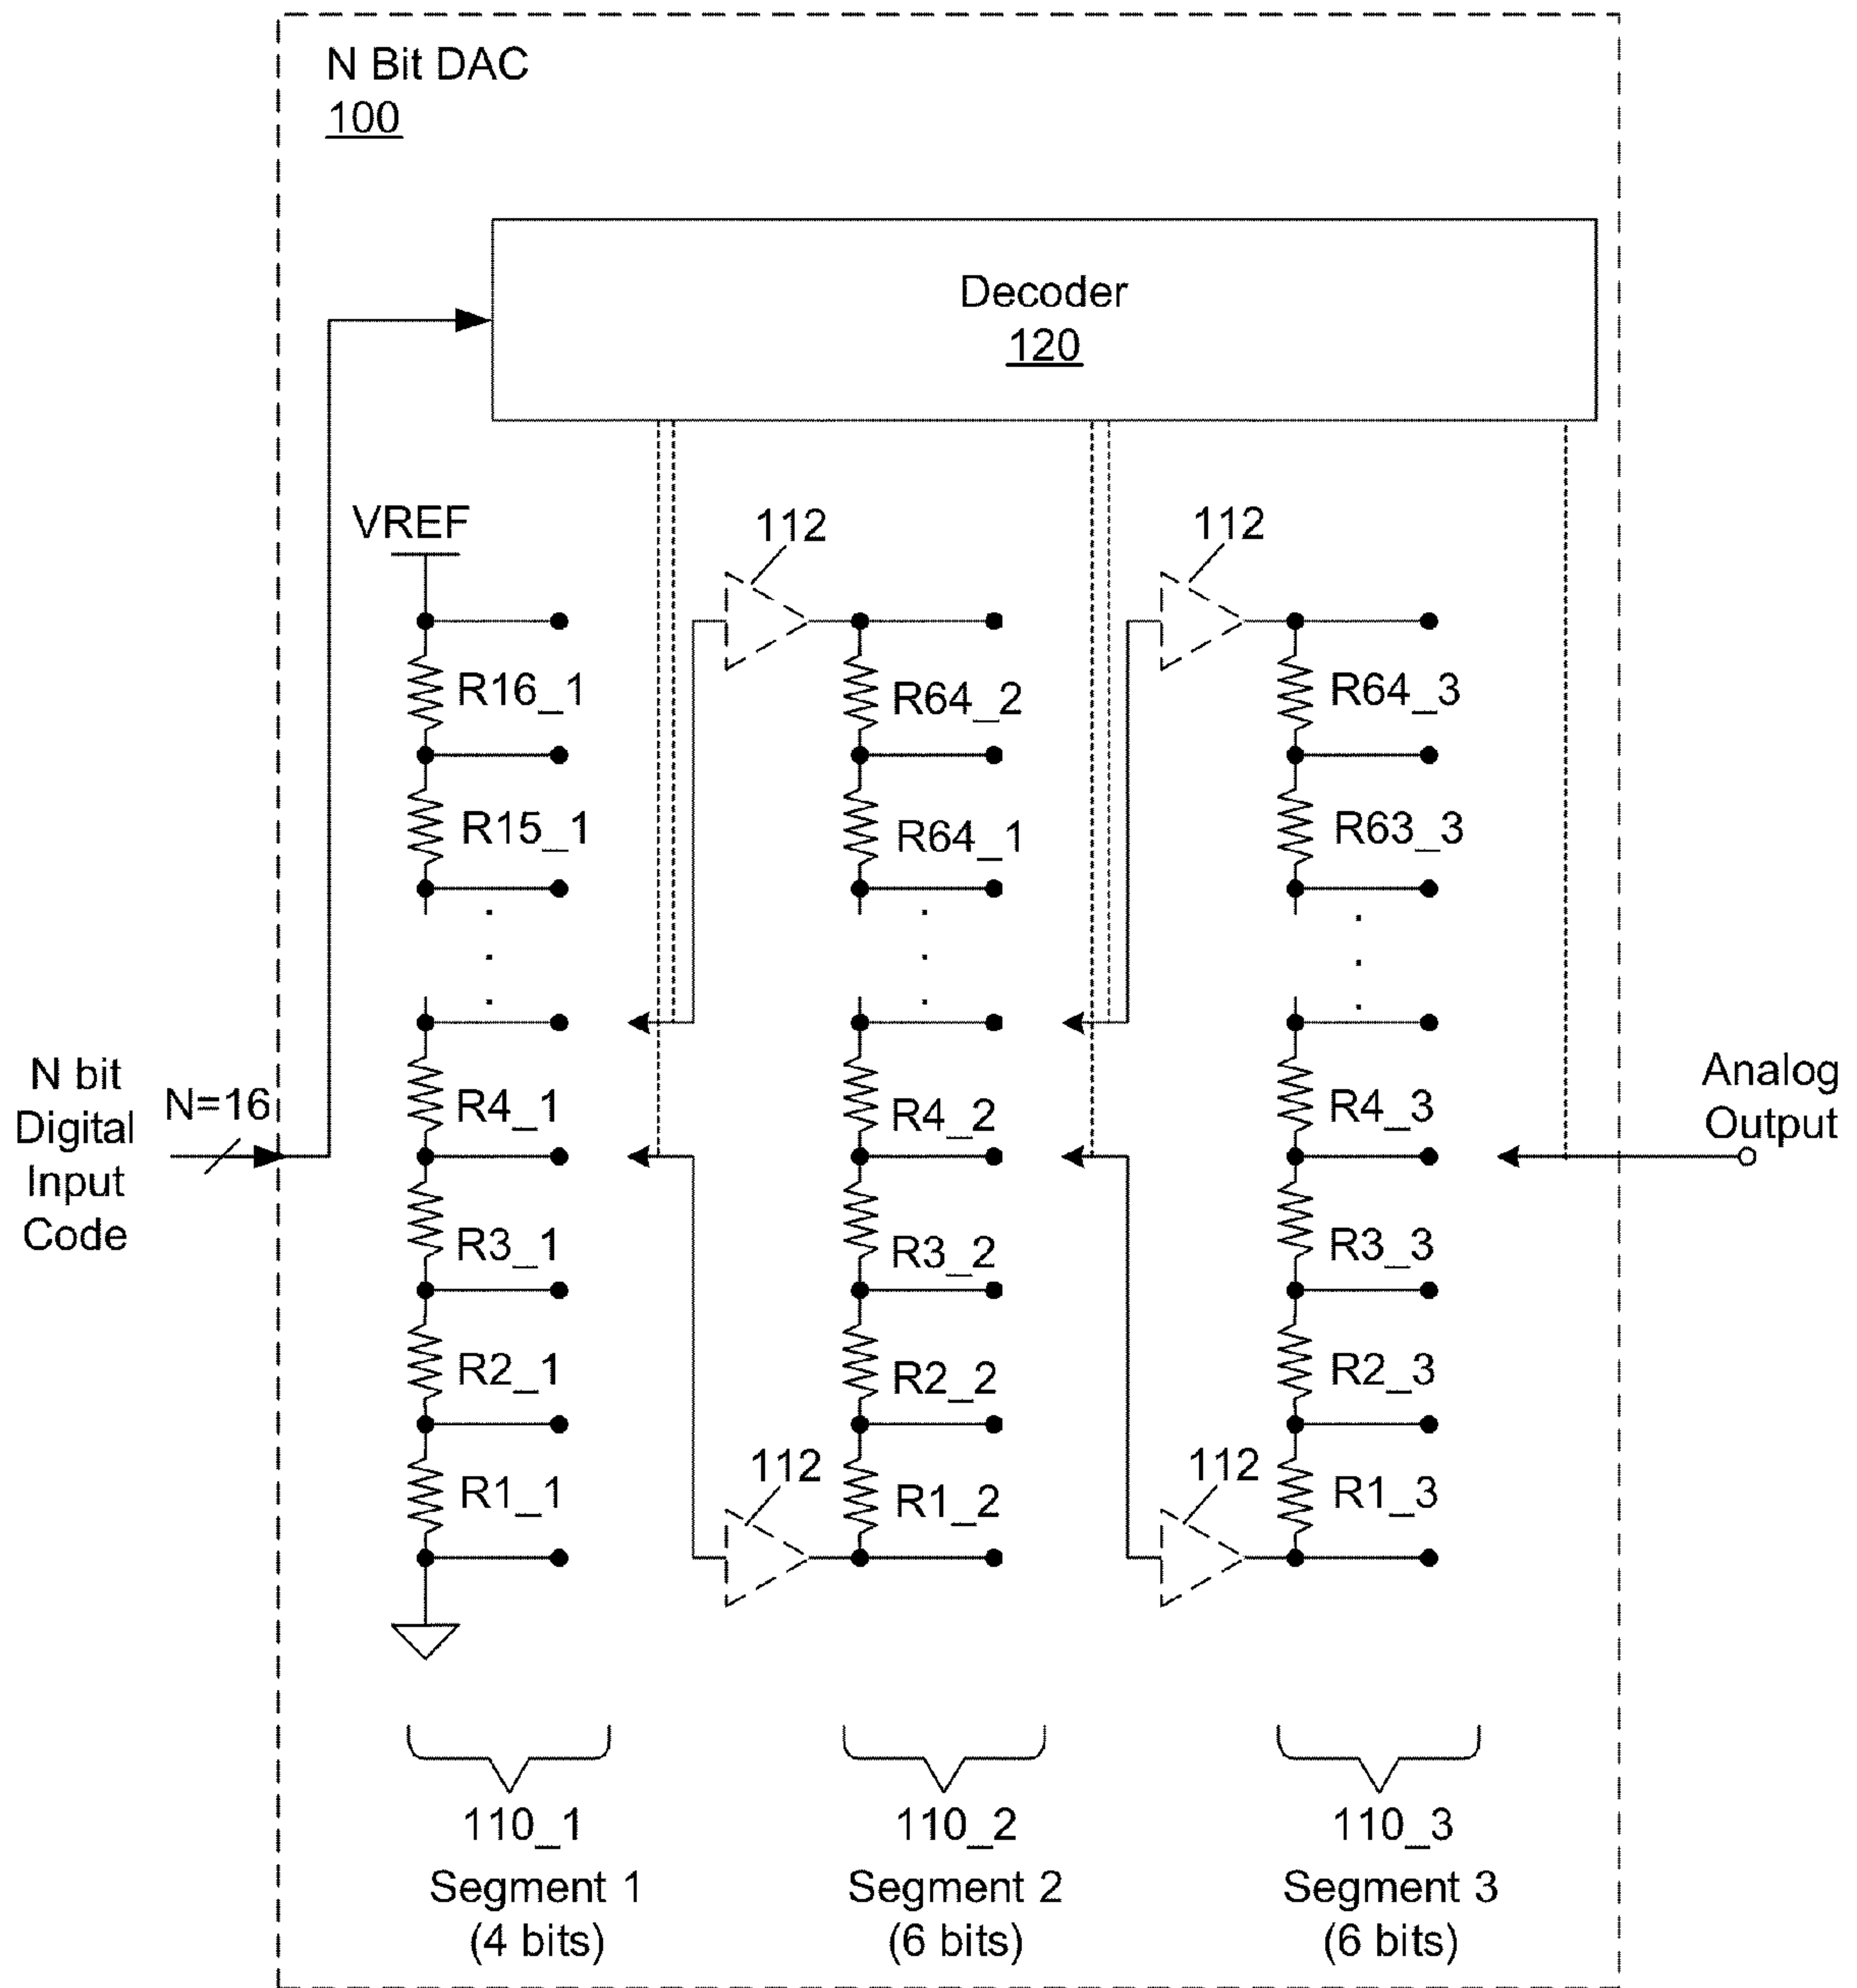 N Bit DAC
100
Decoder
120
VREF
112
112
R16_1
R64_2
R64_3
R15_1
R64_1
R63_3
N bit
Digital
Input
Code
N=16
Analog
Output
R4_1
R4_2
R4_3
R3_1
R3_2
R3_3
R2_1
R2_2
R2_3
112
112
R1_1
R1_2
R1_3
110_1
Segment 1
(4 bits)
110_2
Segment 2
(6 bits)
110_3
Segment 3
(6 bits)